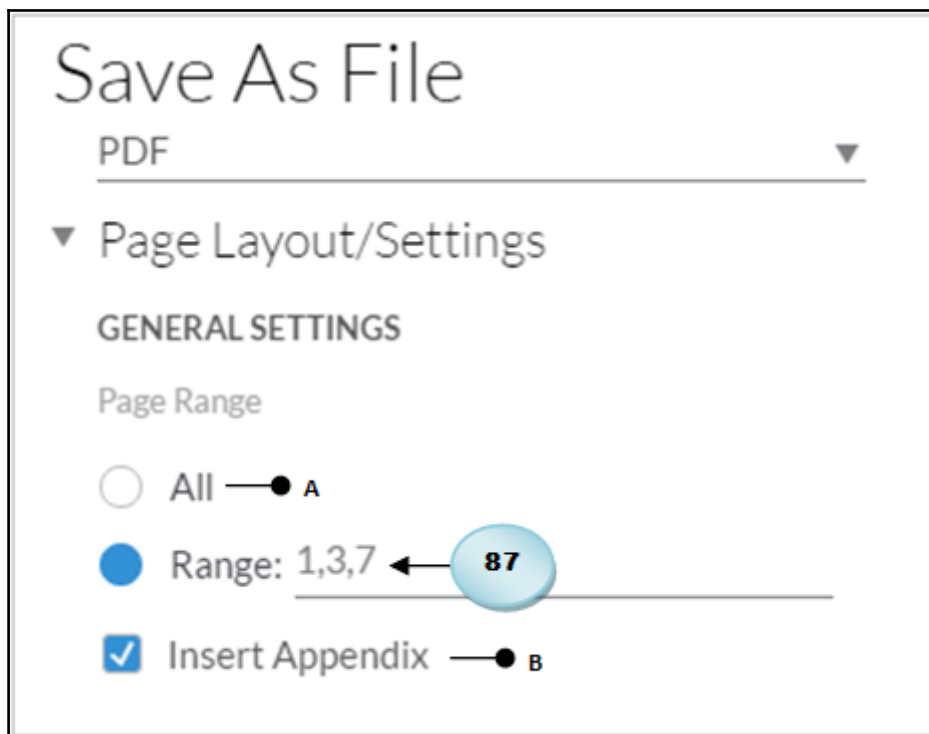 Save As File
PDF
Page Layout/Settings
GENERAL SETTINGS
Page Range
All A
Range: 1,3,7 87
Insert Appendix B